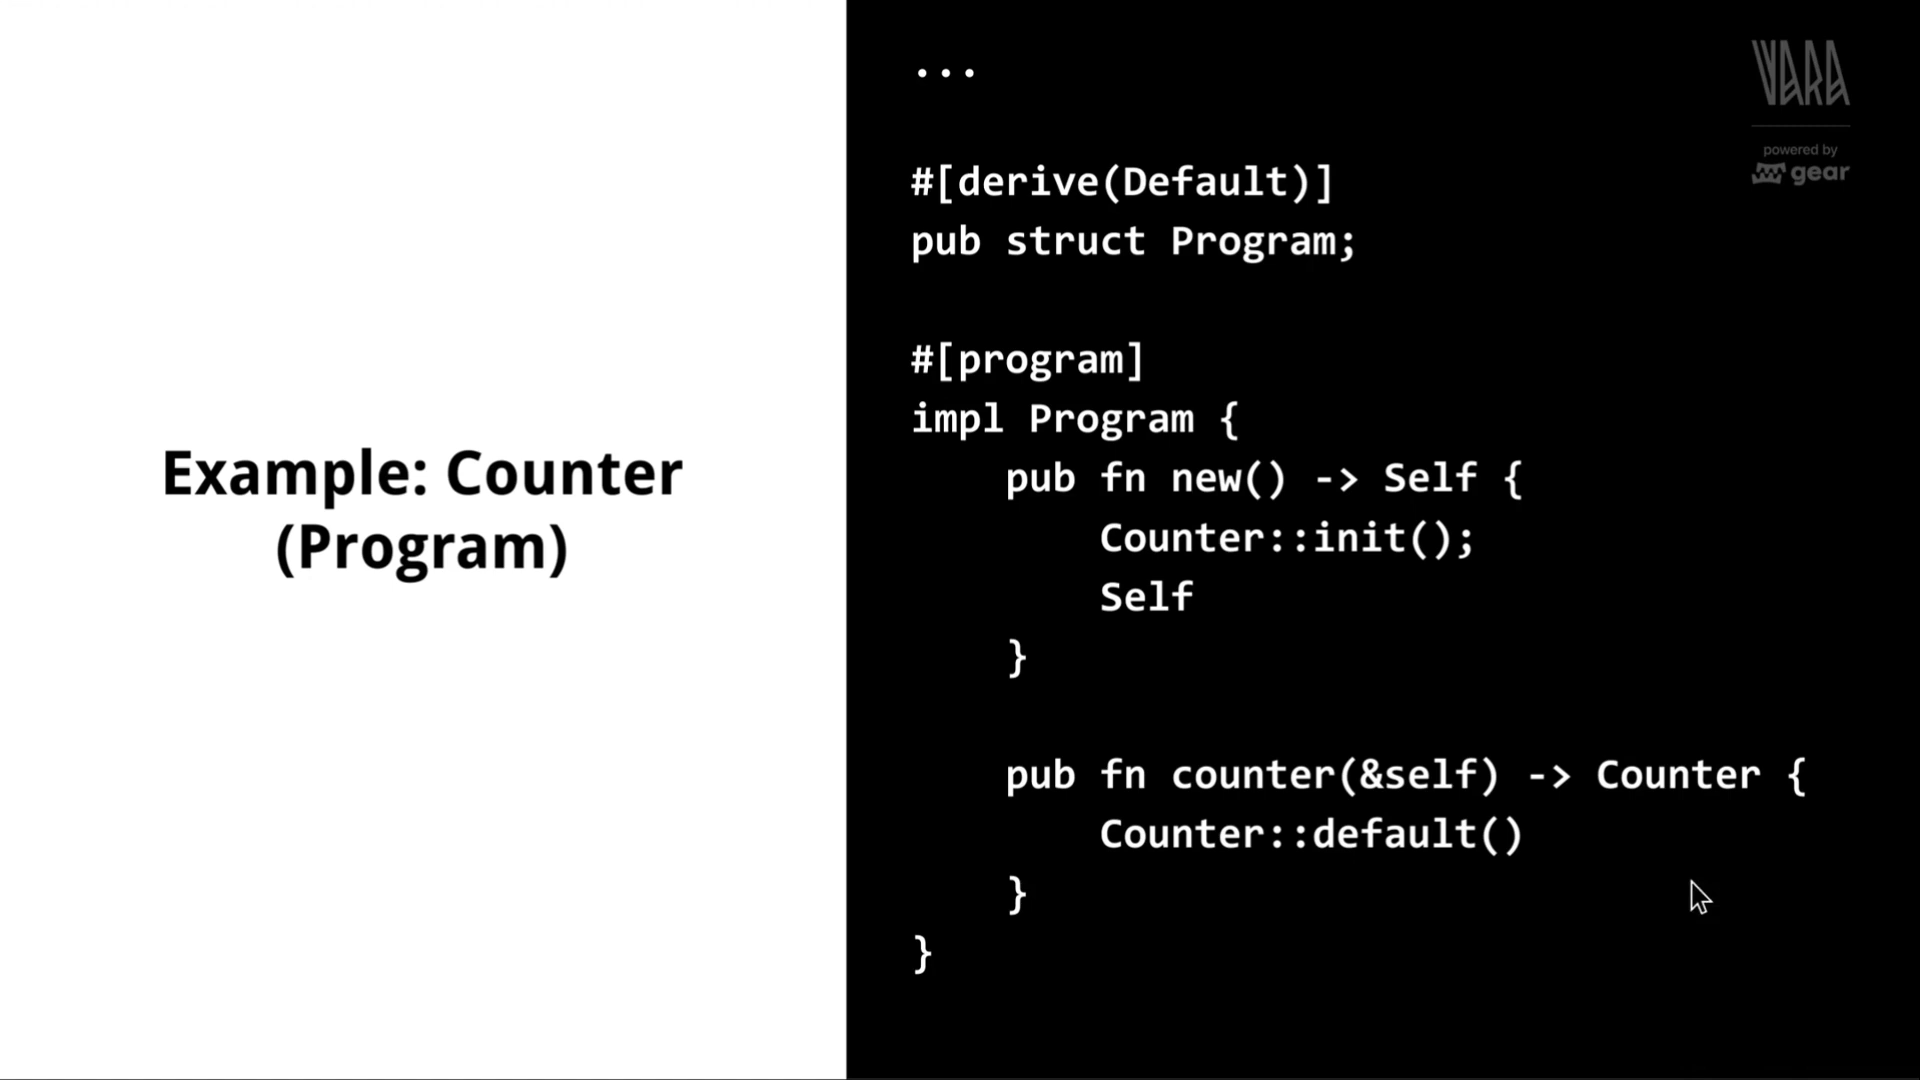 Example: Counter
(Program)
...
#[derive(Default)]
pub struct Program;
#[program]
impl Program {
    pub fn new() -> Self {
        Counter::init();
        Self
    }
    pub fn counter(&self) -> Counter {
        Counter::default()
    }
}
VARA
powered by
gear